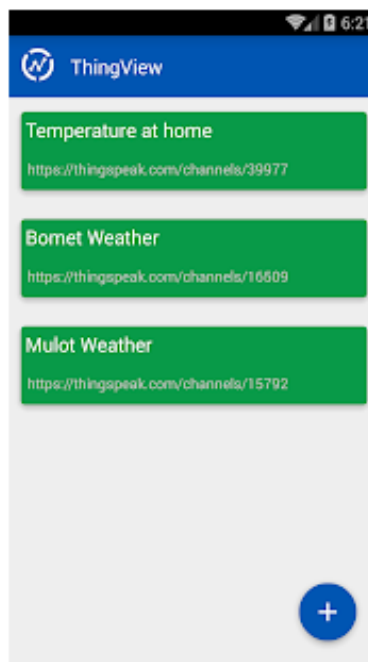 6:21
ThingView
Temperature at home
https://thingspeak.com/channels/39977
Bomet Weather
https://thingspeak.com/channels/16609
Mulot Weather
https://thingspeak.com/channels/15792
+